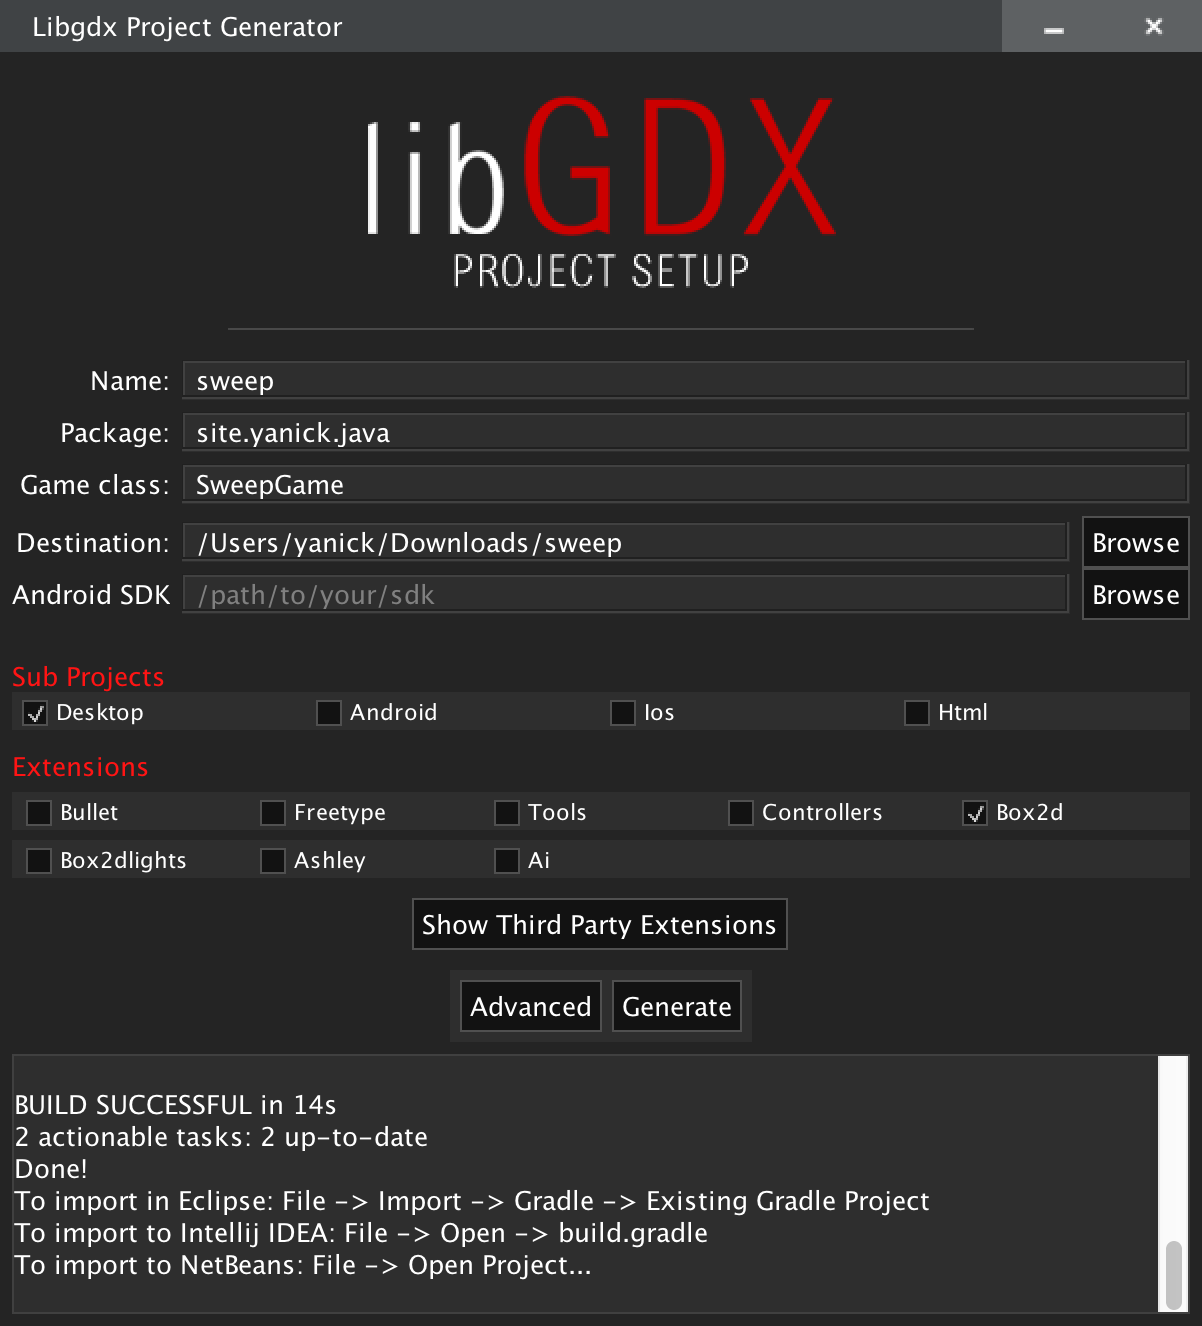 Libgdx Project Generator
libGDX
PROJECT SETUP
Name: sweep
Package: site.yanick.java
Game class: SweepGame
Destination: /Users/yanick/Downloads/sweep Browse
Android SDK /path/to/your/sdk Browse
Sub Projects
Desktop Android Ios Html
Extensions
Bullet Freetype Tools Controllers Box2d
Box2dlights Ashley Ai
Show Third Party Extensions
Advanced Generate
BUILD SUCCESSFUL in 14s
2 actionable tasks: 2 up-to-date
Done!
To import in Eclipse: File -> Import -> Gradle -> Existing Gradle Project
To import to Intellij IDEA: File -> Open -> build.gradle
To import to NetBeans: File -> Open Project...